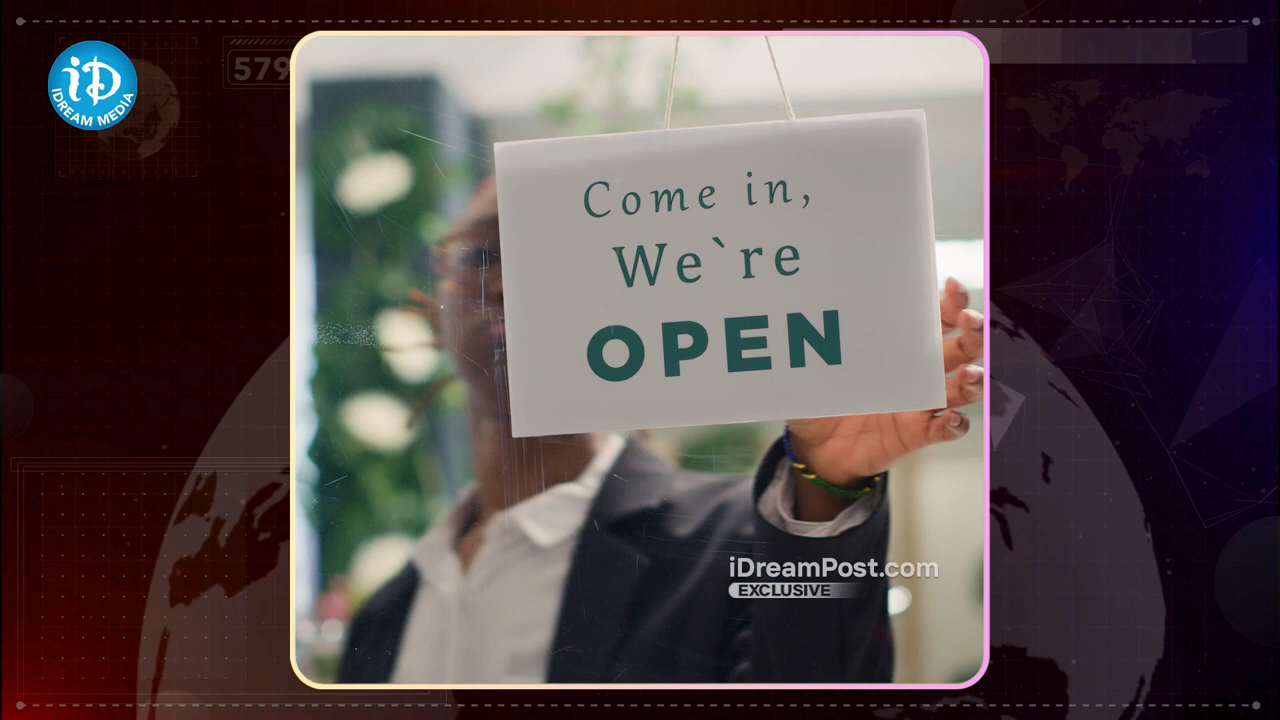 iD
IDREAM MEDIA
579
Come in,
We`re
OPEN
iDreamPost.com
EXCLUSIVE